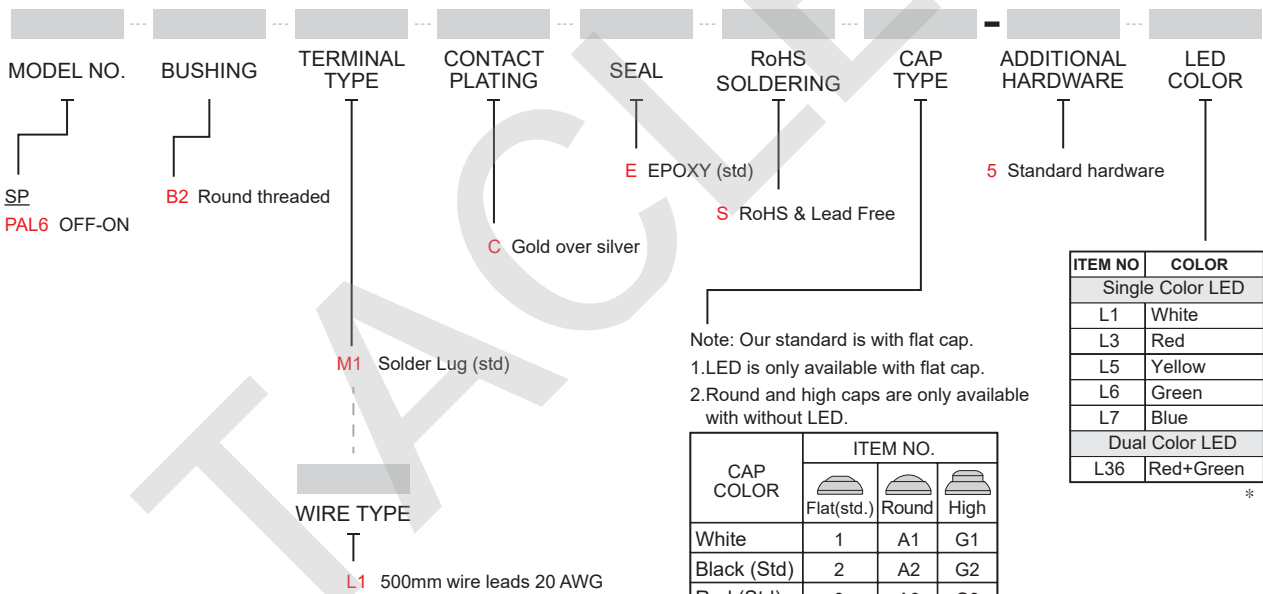 MODEL NO.
BUSHING
TERMINAL
TYPE
CONTACT
PLATING
SEAL
RoHS
SOLDERING
CAP
TYPE
ADDITIONAL
HARDWARE
LED
COLOR
SP
PAL6 OFF-ON
B2 Round threaded
M1 Solder Lug (std)
WIRE TYPE
L1 500mm wire leads 20 AWG
C Gold over silver
E EPOXY (std)
S RoHS & Lead Free
5 Standard hardware
Note: Our standard is with flat cap.
1.LED is only available with flat cap.
2.Round and high caps are only available
with without LED.
CAP
COLOR
ITEM NO.
Flat(std.) Round High
White 1 A1 G1
Black (Std) 2 A2 G2
ITEM NO COLOR
Single Color LED
L1 White
L3 Red
L5 Yellow
L6 Green
L7 Blue
Dual Color LED
L36 Red+Green
*
TACLE